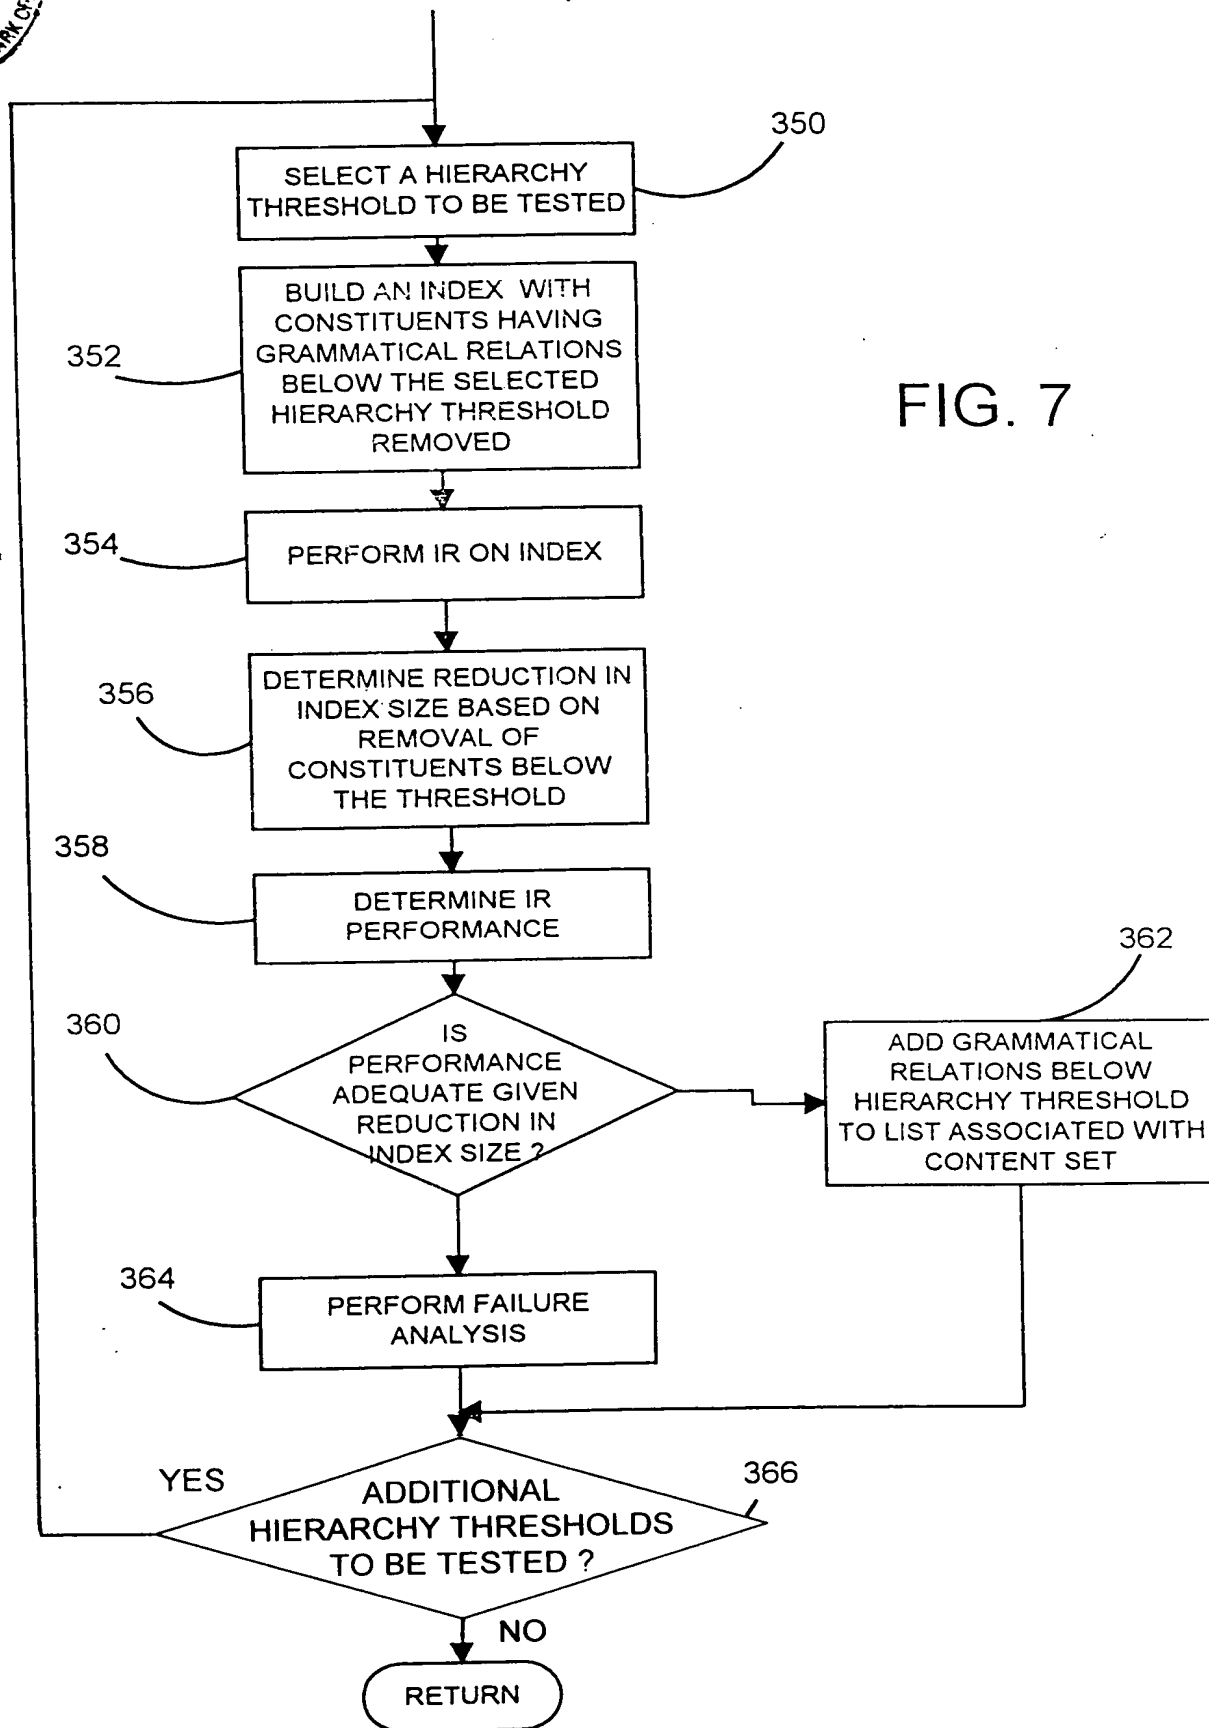 350
SELECT A HIERARCHY
THRESHOLD TO BE TESTED
352
BUILD AN INDEX WITH
CONSTITUENTS HAVING
GRAMMATICAL RELATIONS
BELOW THE SELECTED
HIERARCHY THRESHOLD
REMOVED
FIG. 7
354
PERFORM IR ON INDEX
356
DETERMINE REDUCTION IN
INDEX SIZE BASED ON
REMOVAL OF
CONSTITUENTS BELOW
THE THRESHOLD
358
DETERMINE IR
PERFORMANCE
360
IS
PERFORMANCE
ADEQUATE GIVEN
REDUCTION IN
INDEX SIZE ?
362
ADD GRAMMATICAL
RELATIONS BELOW
HIERARCHY THRESHOLD
TO LIST ASSOCIATED WITH
CONTENT SET
364
PERFORM FAILURE
ANALYSIS
YES
366
ADDITIONAL
HIERARCHY THRESHOLDS
TO BE TESTED ?
NO
RETURN